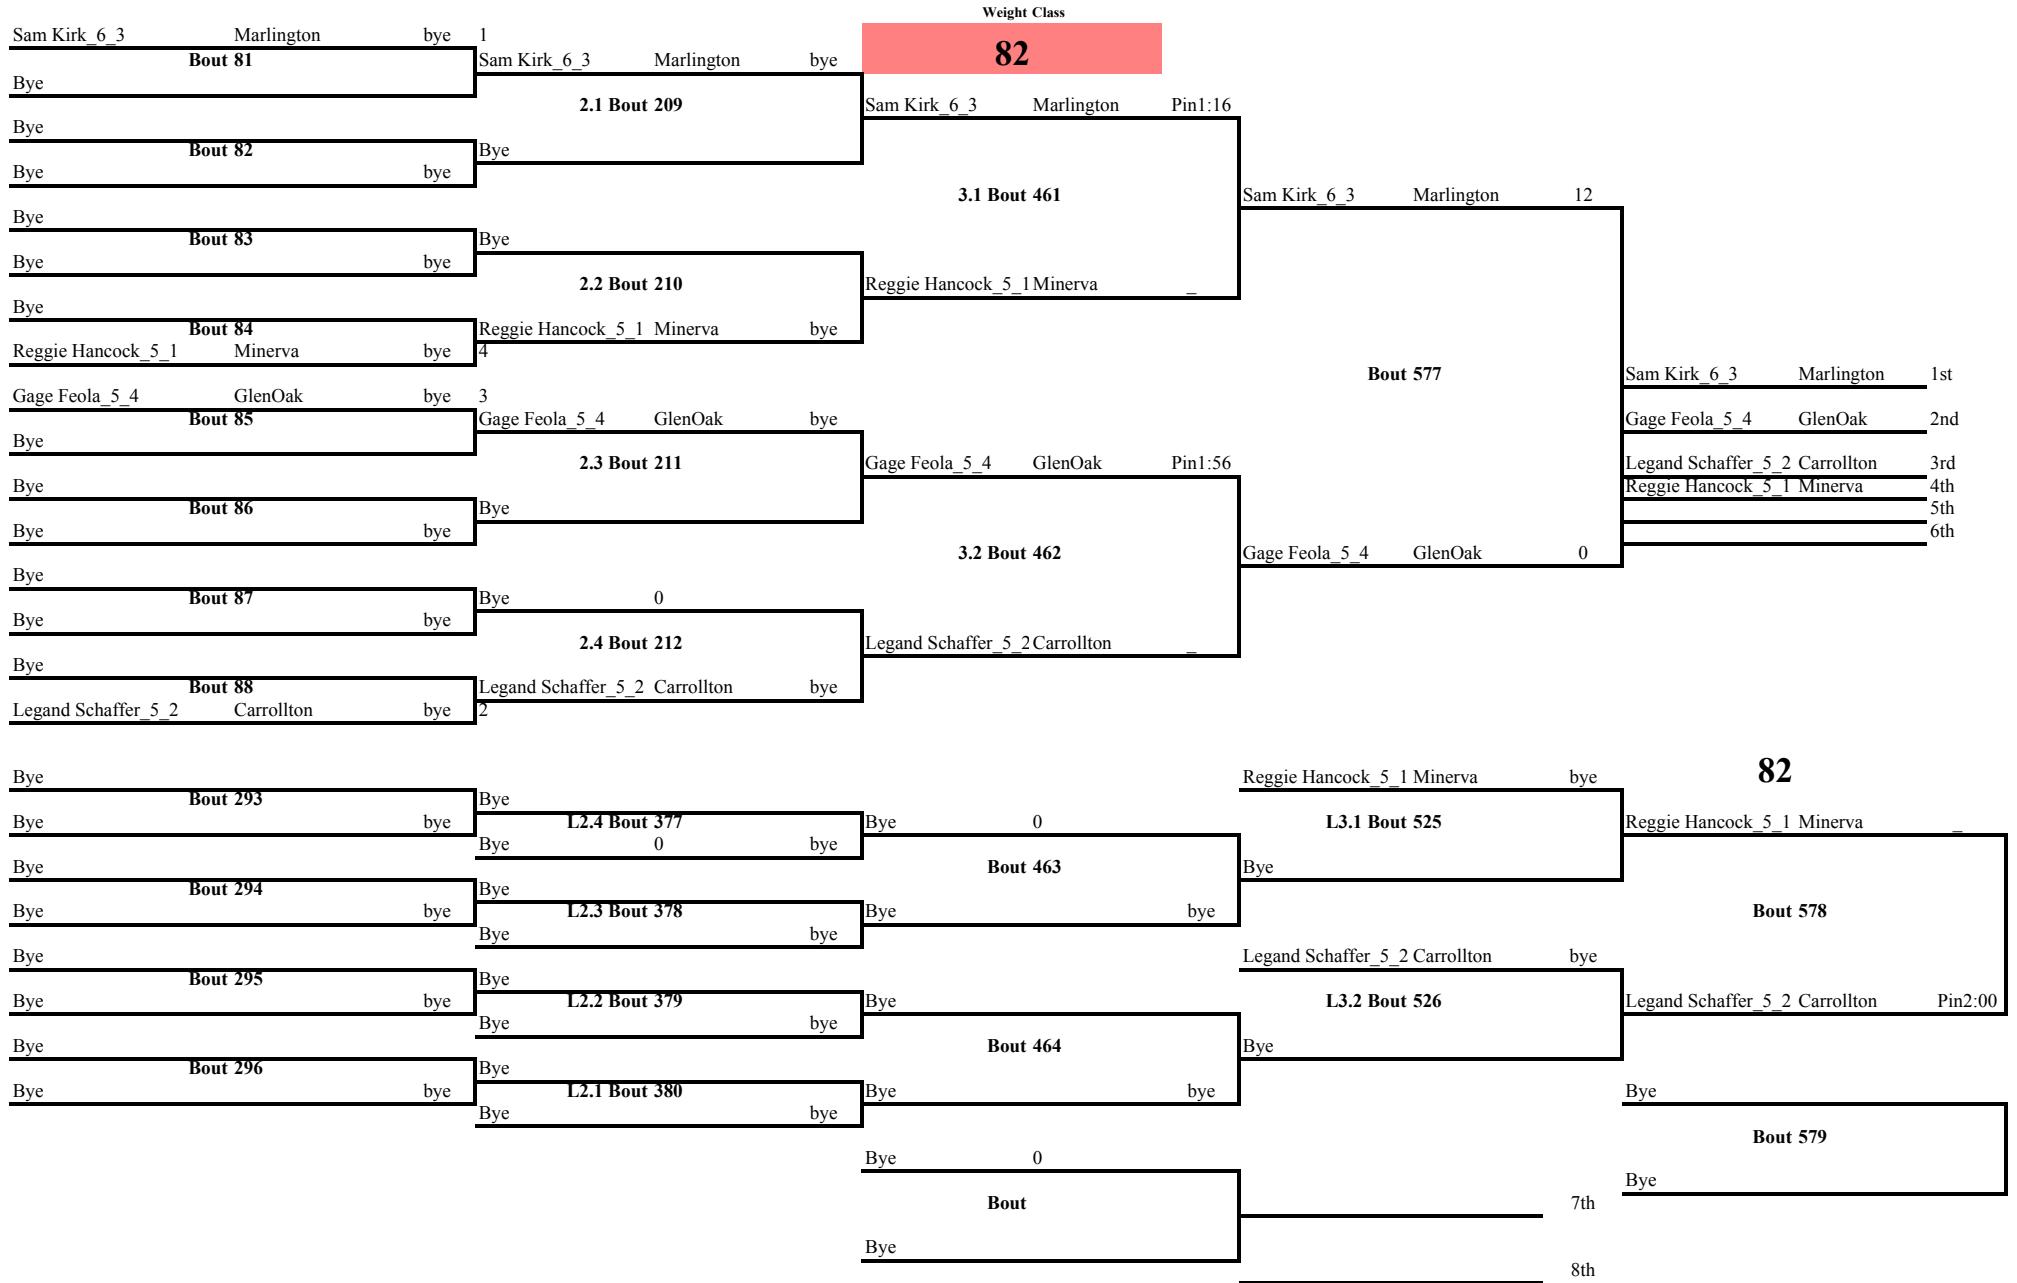 Weight Class
Sam Kirk_6_3 Marlington bye 1
82
Bout 81 Sam Kirk_6_3 Marlington bye
Bye
2.1 Bout 209 Sam Kirk_6_3 Marlington Pin1:16
Bye
Bout 82 Bye
Bye bye
3.1 Bout 461 Sam Kirk_6_3 Marlington 12
Bye
Bout 83 Bye
Bye bye
2.2 Bout 210 Reggie Hancock_5_1 Minerva _
Bye
Bout 84 Reggie Hancock_5_1 Minerva bye
Reggie Hancock_5_1 Minerva bye 4
Bout 577 Sam Kirk_6_3 Marlington 1st
Gage Feola_5_4 GlenOak bye 3
Bout 85 Gage Feola_5_4 GlenOak bye Gage Feola_5_4 GlenOak 2nd
Bye
2.3 Bout 211 Gage Feola_5_4 GlenOak Pin1:56 Legand Schaffer_5_2 Carrollton 3rd
Bye Reggie Hancock_5_1 Minerva 4th
Bout 86 Bye 5th
Bye bye 6th
3.2 Bout 462 Gage Feola_5_4 GlenOak 0
Bye
Bout 87 Bye 0
Bye bye
2.4 Bout 212 Legand Schaffer_5_2 Carrollton _
Bye
Bout 88 Legand Schaffer_5_2 Carrollton bye
Legand Schaffer_5_2 Carrollton bye 2
Bye Reggie Hancock_5_1 Minerva bye 82
Bout 293 Bye
Bye bye L2.4 Bout 377 Bye 0 L3.1 Bout 525 Reggie Hancock_5_1 Minerva _
Bye 0 bye
Bye Bout 463 Bye
Bout 294 Bye
Bye bye L2.3 Bout 378 Bye bye Bout 578
Bye bye
Bye Legand Schaffer_5_2 Carrollton bye
Bout 295 Bye
Bye bye L2.2 Bout 379 Bye L3.2 Bout 526 Legand Schaffer_5_2 Carrollton Pin2:00
Bye bye
Bye Bout 464 Bye
Bout 296 Bye
Bye bye L2.1 Bout 380 Bye bye Bye
Bye bye
Bout 579
Bye 0
Bye
Bout 7th
Bye
8th